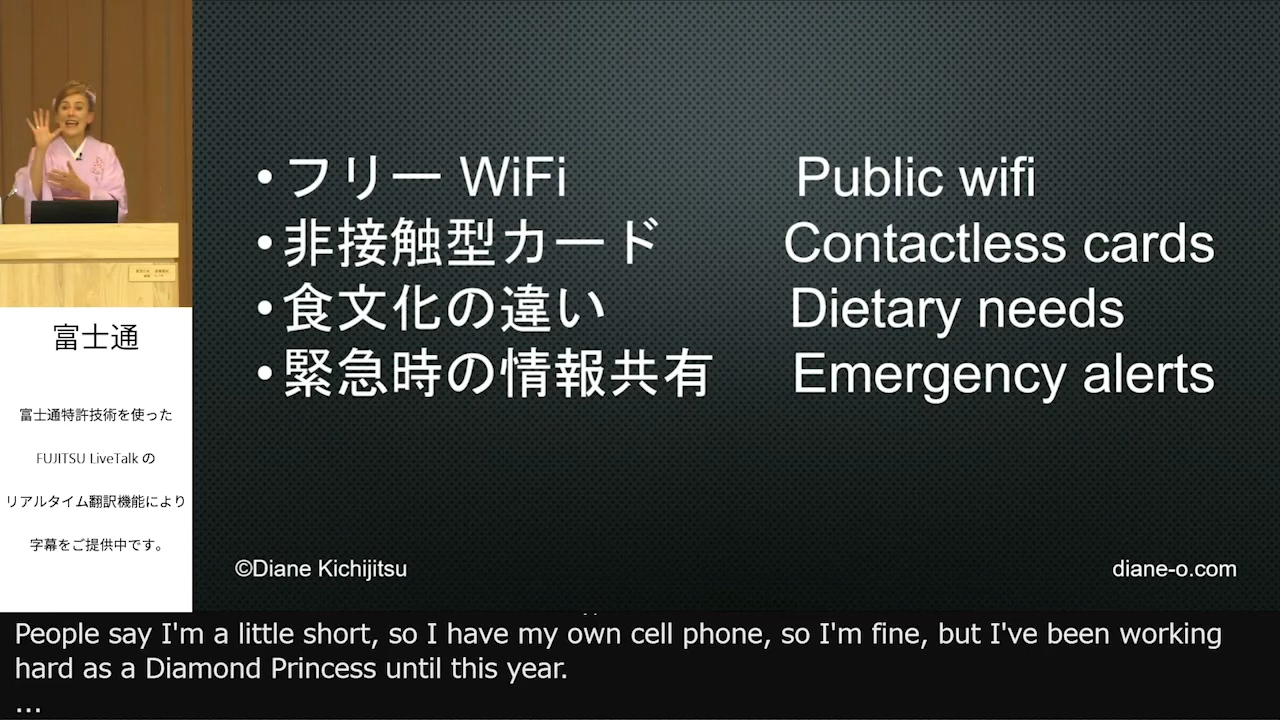 • フリー WiFi Public wifi
• 非接触型カード Contactless cards
• 食文化の違い Dietary needs
• 緊急時の情報共有 Emergency alerts
©Diane Kichijitsu diane-o.com
富士通
富士通特許技術を使った
FUJITSU LiveTalk の
リアルタイム翻訳機能により
字幕をご提供中です。
People say I'm a little short, so I have my own cell phone, so I'm fine, but I've been working
hard as a Diamond Princess until this year.
...